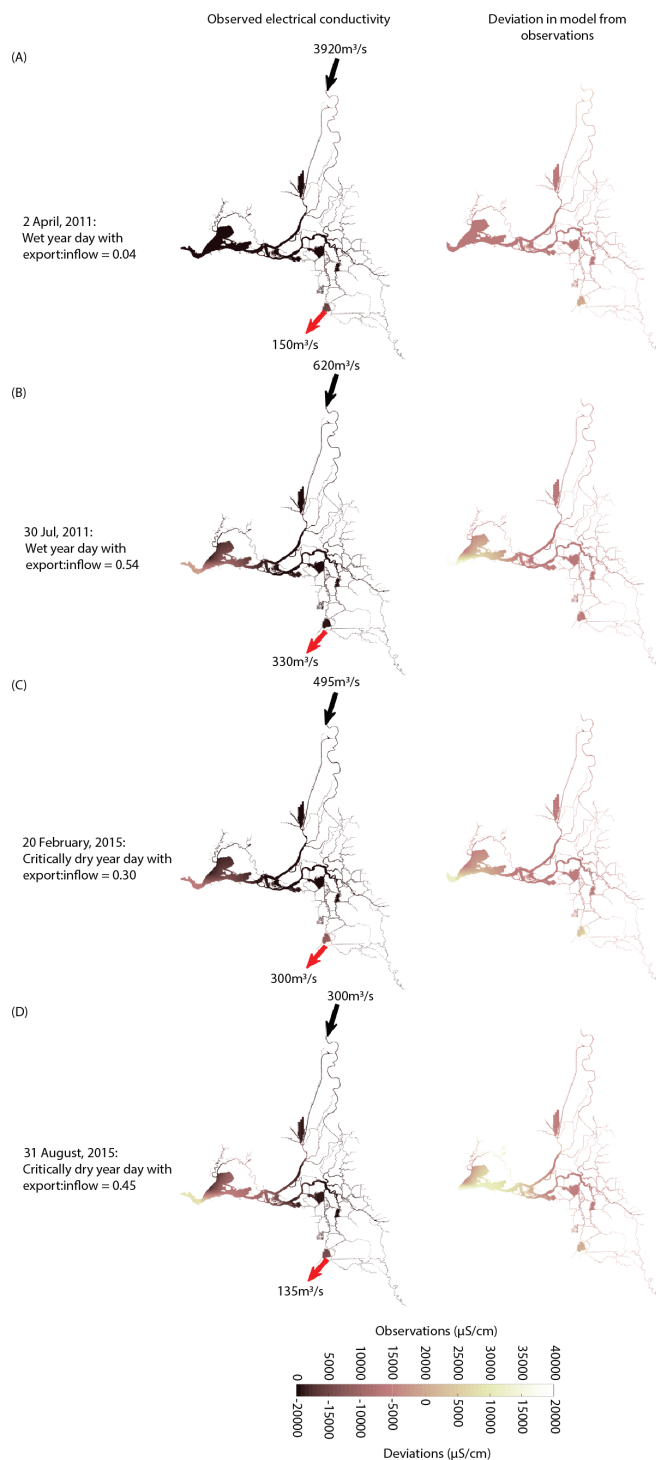 Observed electrical conductivity
Deviation in model from
observations
(A)
3920m³/s
2 April, 2011:
Wet year day with
export:inflow = 0.04
150m³/s
(B)
620m³/s
30 Jul, 2011:
Wet year day with
export:inflow = 0.54
330m³/s
(C)
495m³/s
20 February, 2015:
Critically dry year day with
export:inflow = 0.30
300m³/s
(D)
300m³/s
31 August, 2015:
Critically dry year day with
export:inflow = 0.45
135m³/s
Observations (µS/cm)
5000 10000 15000 20000 25000 30000 35000 40000
-20000 -15000 -10000 -5000 0 5000 10000 15000 20000
Deviations (µS/cm)